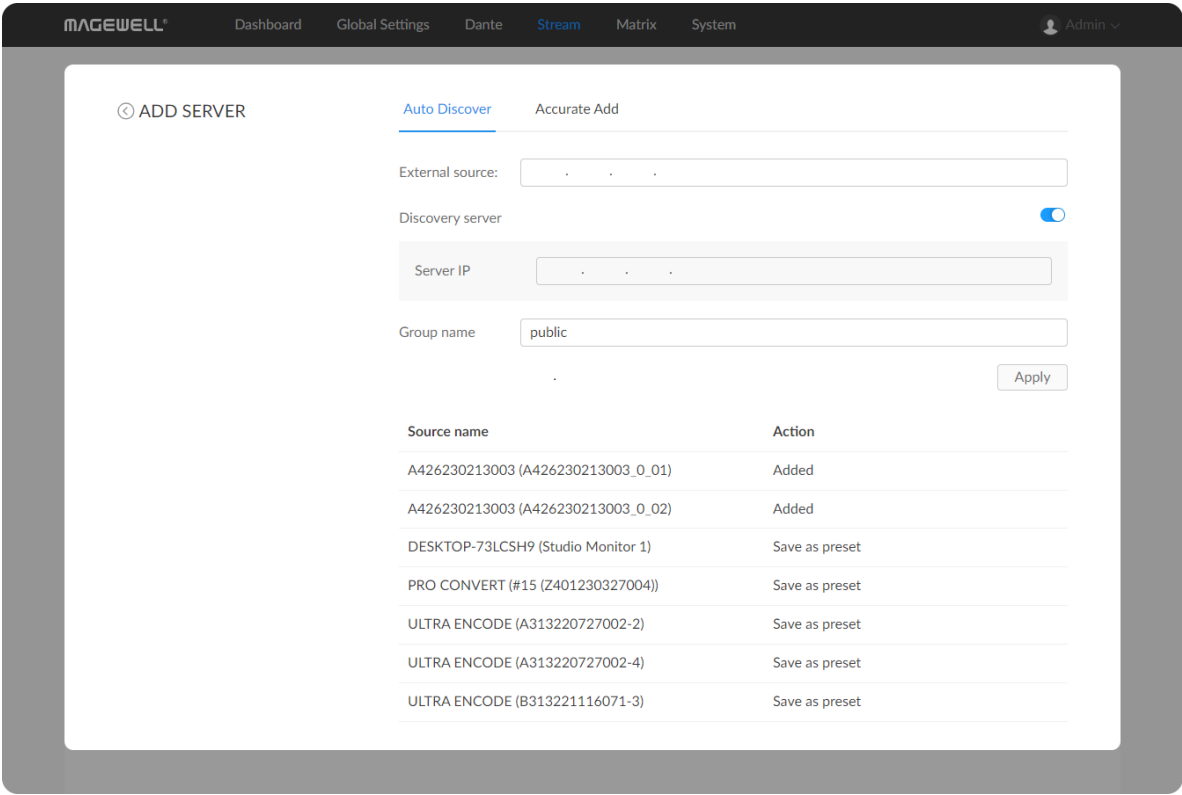 MAGEWELL® Dashboard Global Settings Dante Stream Matrix System Admin
ADD SERVER Auto Discover Accurate Add
External source: . . .
Discovery server
Server IP . . .
Group name public
. Apply
Source name Action
A426230213003 (A426230213003_0_01) Added
A426230213003 (A426230213003_0_02) Added
DESKTOP-73LCSH9 (Studio Monitor 1) Save as preset
PRO CONVERT (#15 (Z401230327004)) Save as preset
ULTRA ENCODE (A313220727002-2) Save as preset
ULTRA ENCODE (A313220727002-4) Save as preset
ULTRA ENCODE (B313221116071-3) Save as preset